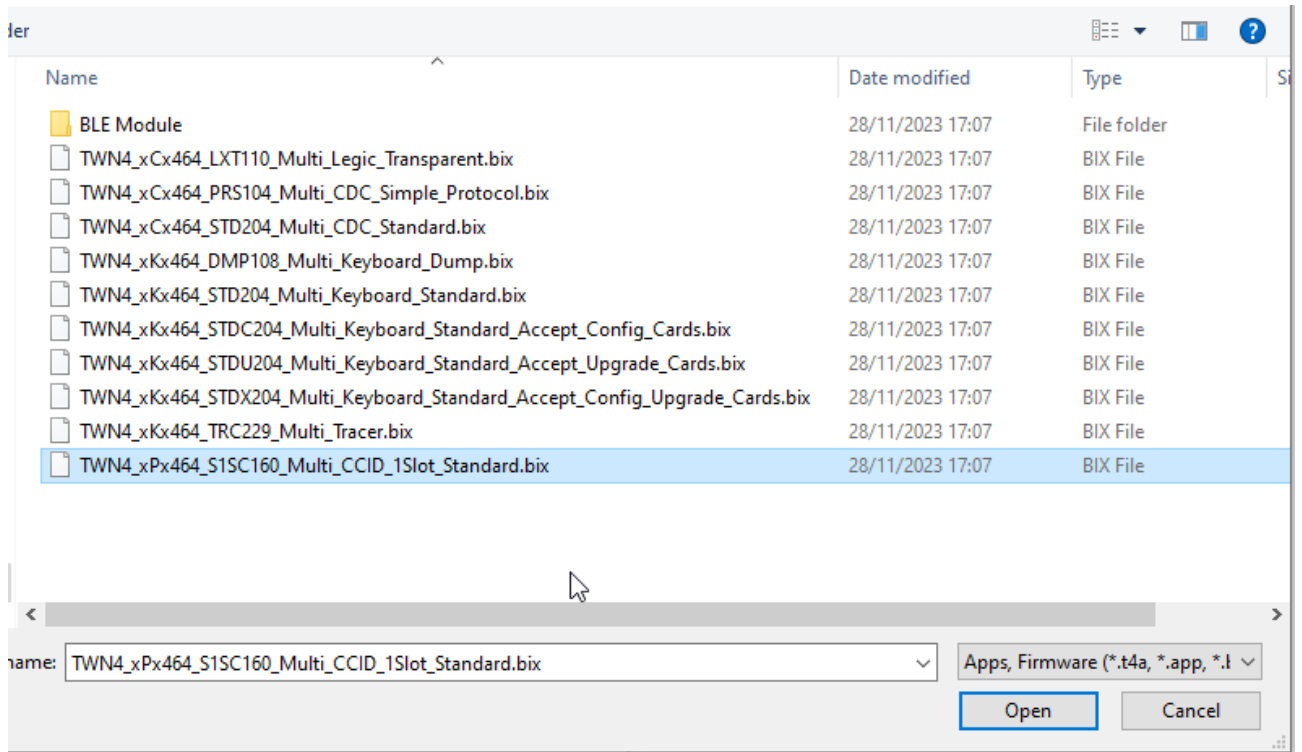 der
Name Date modified Type Si
BLE Module 28/11/2023 17:07 File folder
TWN4_xCx464_LXT110_Multi_Legic_Transparent.bix 28/11/2023 17:07 BIX File
TWN4_xCx464_PRS104_Multi_CDC_Simple_Protocol.bix 28/11/2023 17:07 BIX File
TWN4_xCx464_STD204_Multi_CDC_Standard.bix 28/11/2023 17:07 BIX File
TWN4_xKx464_DMP108_Multi_Keyboard_Dump.bix 28/11/2023 17:07 BIX File
TWN4_xKx464_STD204_Multi_Keyboard_Standard.bix 28/11/2023 17:07 BIX File
TWN4_xKx464_STDC204_Multi_Keyboard_Standard_Accept_Config_Cards.bix 28/11/2023 17:07 BIX File
TWN4_xKx464_STDU204_Multi_Keyboard_Standard_Accept_Upgrade_Cards.bix 28/11/2023 17:07 BIX File
TWN4_xKx464_STDX204_Multi_Keyboard_Standard_Accept_Config_Upgrade_Cards.bix 28/11/2023 17:07 BIX File
TWN4_xKx464_TRC229_Multi_Tracer.bix 28/11/2023 17:07 BIX File
TWN4_xPx464_S1SC160_Multi_CCID_1Slot_Standard.bix 28/11/2023 17:07 BIX File
name: TWN4_xPx464_S1SC160_Multi_CCID_1Slot_Standard.bix Apps, Firmware (*.t4a, *.app, *.b
Open Cancel